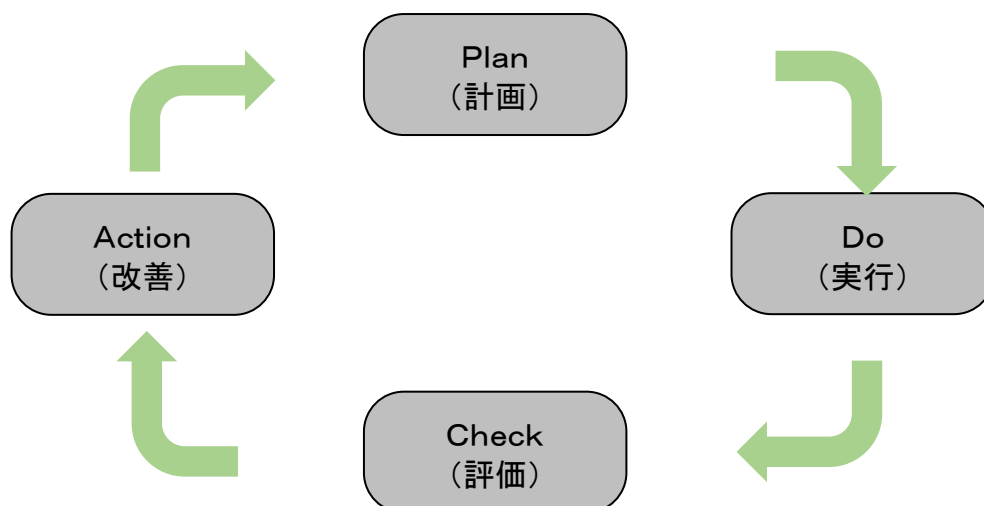 Plan
（計画）
Do
（実行）
Check
（評価）
Action
（改善）